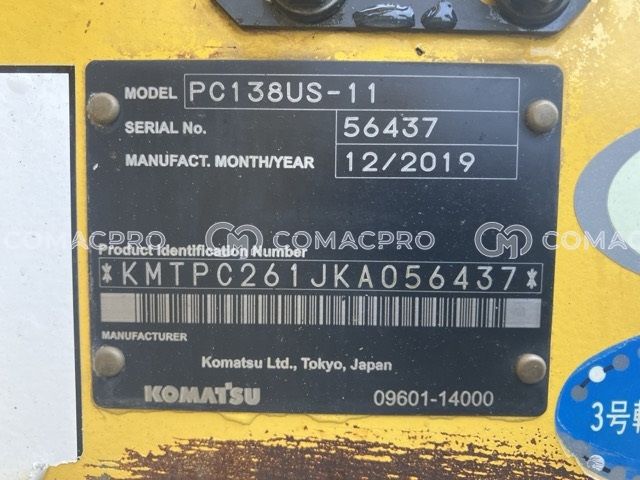 MODEL PC138US-11
SERIAL No. 56437
MANUFACT. MONTH/YEAR 12/2019
COMACPRO COMACPRO COMACPRO
Product Identification Number
*KMTPC261JKA056437*
MANUFACTURER
Komatsu Ltd., Tokyo, Japan
KOMATSU 09601-14000
3号